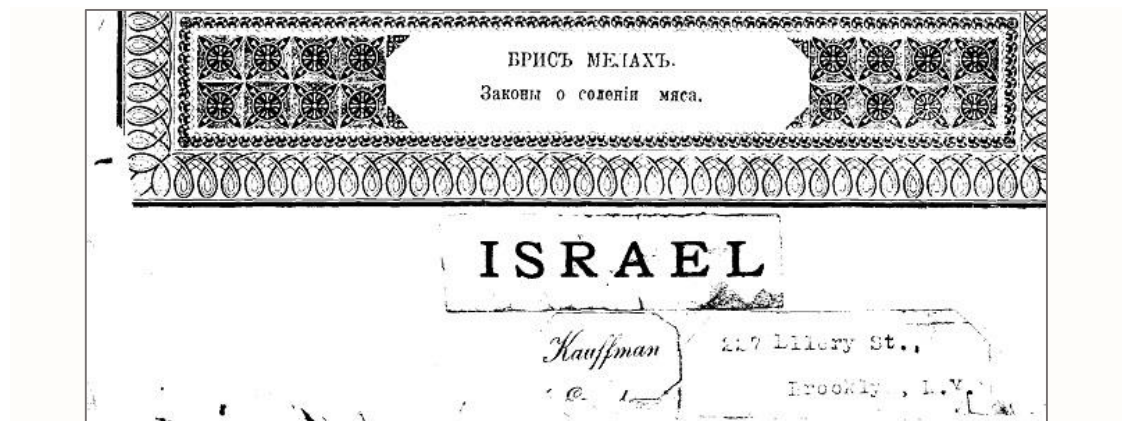 БРИСЪ МЕЛАХЪ.
Законы о соленіи мяса.
ISRAEL
Kauffman
St.,